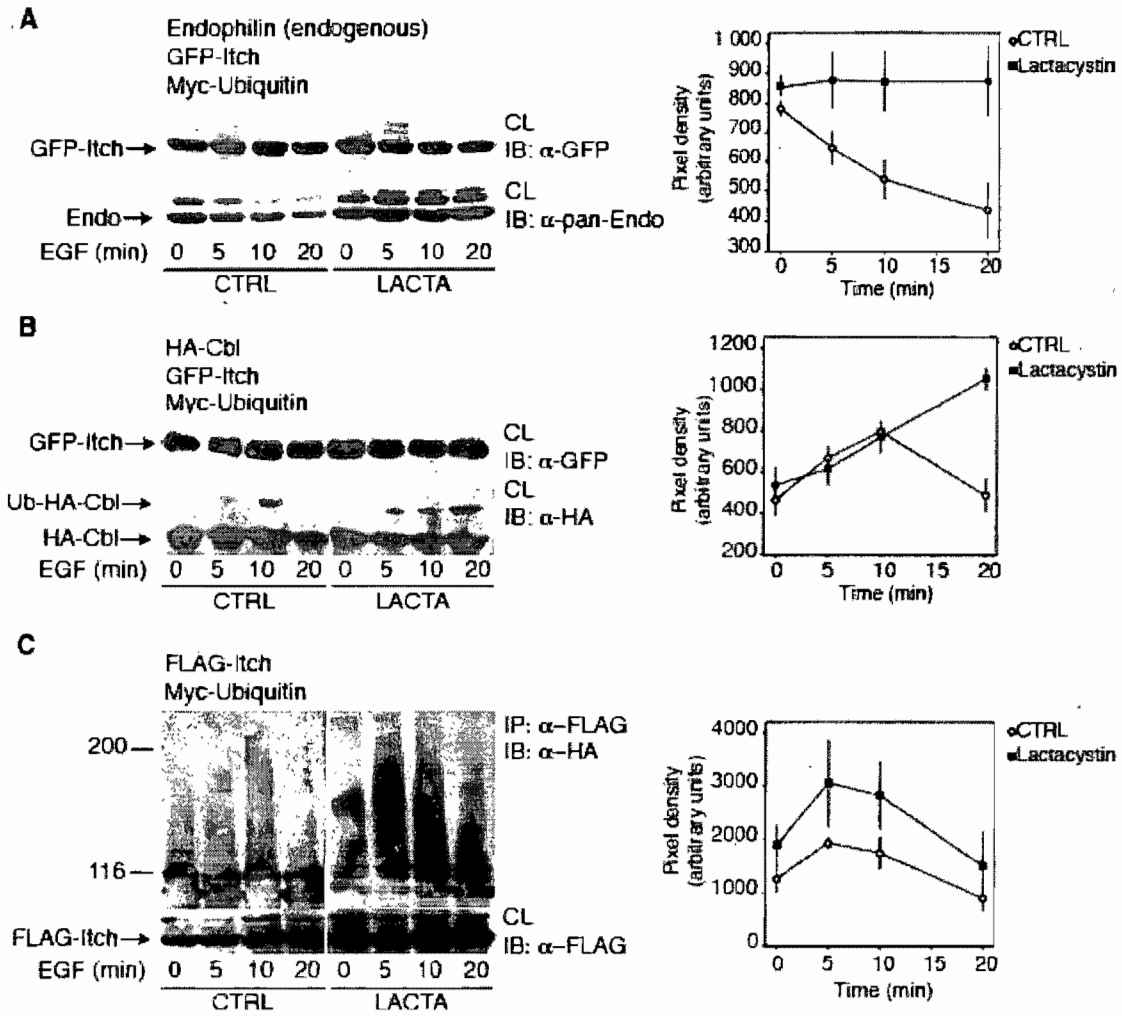 A
Endophilin (endogenous)
GFP-Itch
Myc-Ubiquitin
GFP-Itch
CL
IB: α-GFP
CL
Endo
IB: α-pan-Endo
EGF (min) 0 5 10 20 0 5 10 20
CTRL LACTA
Pixel density
(arbitrary units)
1 000
900
800
700
600
500
400
300
0 5 10 15 20
Time (min)
CTRL
Lactacystin
B
HA-Cbl
GFP-Itch
Myc-Ubiquitin
GFP-Itch
CL
IB: α-GFP
Ub-HA-Cbl
CL
IB: α-HA
HA-Cbl
EGF (min) 0 5 10 20 0 5 10 20
CTRL LACTA
Pixel density
(arbitrary units)
1200
1000
800
600
400
200
0 5 10 15 20
Time (min)
CTRL
Lactacystin
C
FLAG-Itch
Myc-Ubiquitin
200
IP: α-FLAG
IB: α-HA
116
CL
FLAG-Itch
IB: α-FLAG
EGF (min) 0 5 10 20 0 5 10 20
CTRL LACTA
Pixel density
(arbitrary units)
4000
3000
2000
1000
0
0 5 10 15 20
Time (min)
CTRL
Lactacystin